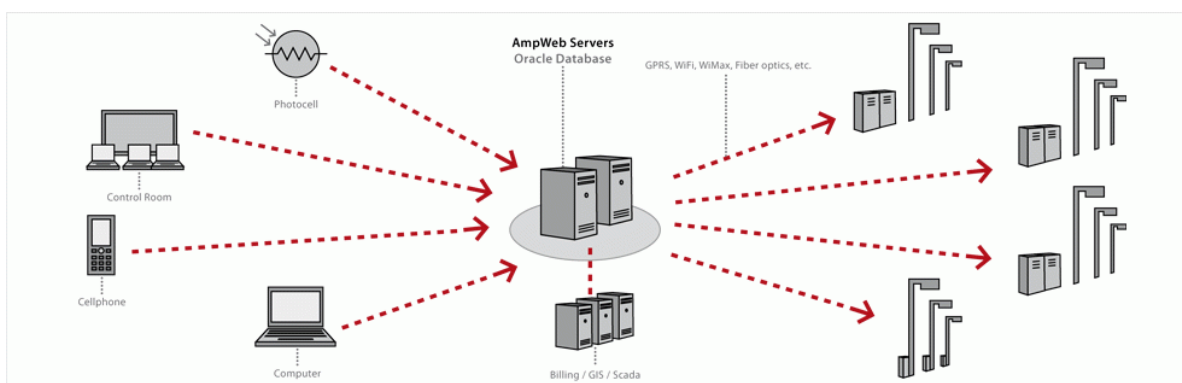 AmpWeb Servers
Oracle Database
GPRS, WiFi, WiMax, Fiber optics, etc.
Photocell
Control Room
Cellphone
Computer
Billing / GIS / Scada